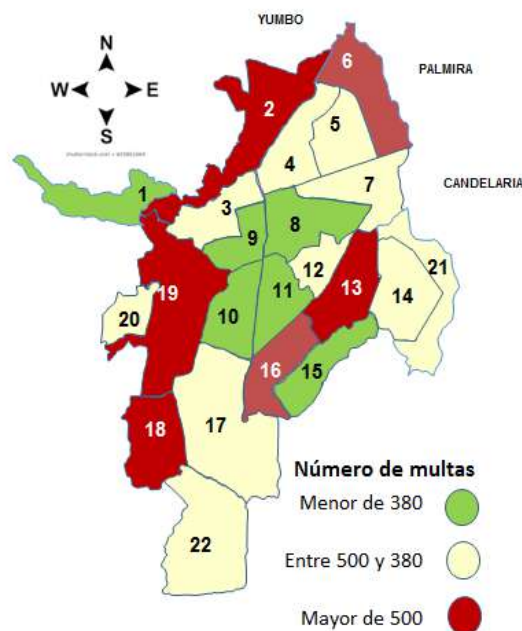 YUMBO
N
W E
S
PALMIRA
CANDELARIA
6
2
5
4
1
7
3
8
9
21
12
19
13
14
20
11
10
16
15
18
17
22
Número de multas
Menor de 380
Entre 500 y 380
Mayor de 500